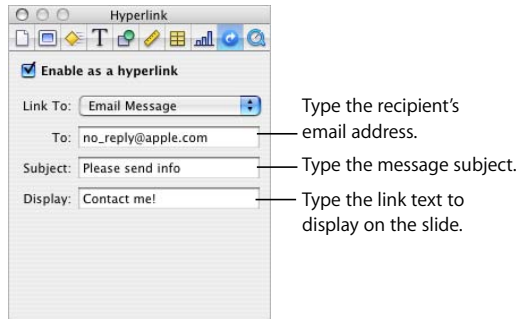 Hyperlink
T
Enable as a hyperlink
Link To: Email Message
To: no_reply@apple.com
Subject: Please send info
Display: Contact me!
Type the recipient's
email address.
Type the message subject.
Type the link text to
display on the slide.